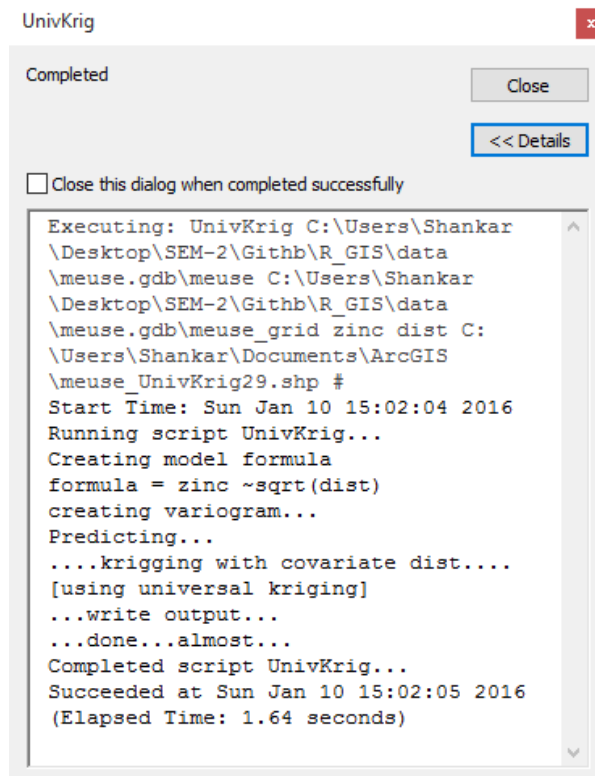 UnivKrig
x
Completed
Close
<< Details
Close this dialog when completed successfully
Executing: UnivKrig C:\Users\Shankar
\Desktop\SEM-2\Githb\R_GIS\data
\meuse.gdb\meuse C:\Users\Shankar
\Desktop\SEM-2\Githb\R_GIS\data
\meuse.gdb\meuse_grid zinc dist C:
\Users\Shankar\Documents\ArcGIS
\meuse_UnivKrig29.shp #
Start Time: Sun Jan 10 15:02:04 2016
Running script UnivKrig...
Creating model formula
formula = zinc ~sqrt(dist)
creating variogram...
Predicting...
....krigging with covariate dist....
[using universal kriging]
...write output...
...done...almost...
Completed script UnivKrig...
Succeeded at Sun Jan 10 15:02:05 2016
(Elapsed Time: 1.64 seconds)